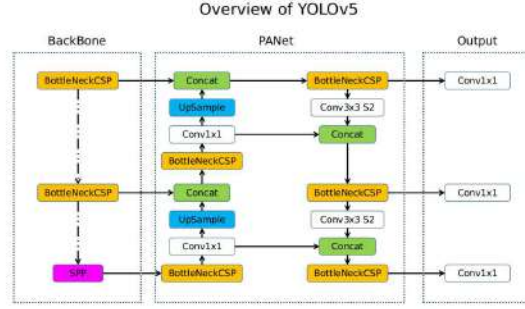 Overview of YOLOv5
BackBone PANet Output
BottleNeckCSP Concat BottleNeckCSP Conv1x1
UpSample Conv3x3 S2
Conv1x1 Concat
BottleNeckCSP
BottleNeckCSP Concat BottleNeckCSP Conv1x1
UpSample Conv3x3 S2
Conv1x1 Concat
SPP BottleNeckCSP BottleNeckCSP Conv1x1